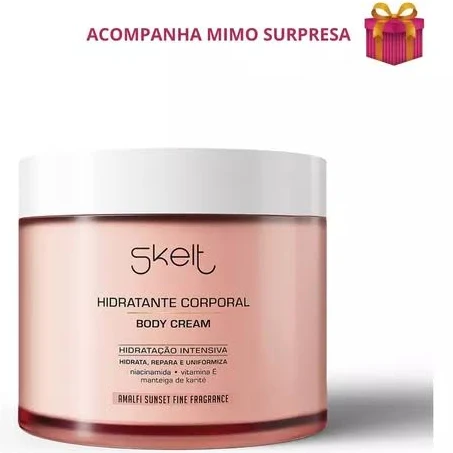 ACOMPANHA MIMO SURPRESA
skelt
HIDRATANTE CORPORAL
BODY CREAM
HIDRATAÇÃO INTENSIVA
HIDRATA, REPARA E UNIFORMIZA
niacinamida • vitamina E
manteiga de karité
AMALFI SUNSET FINE FRAGRANCE